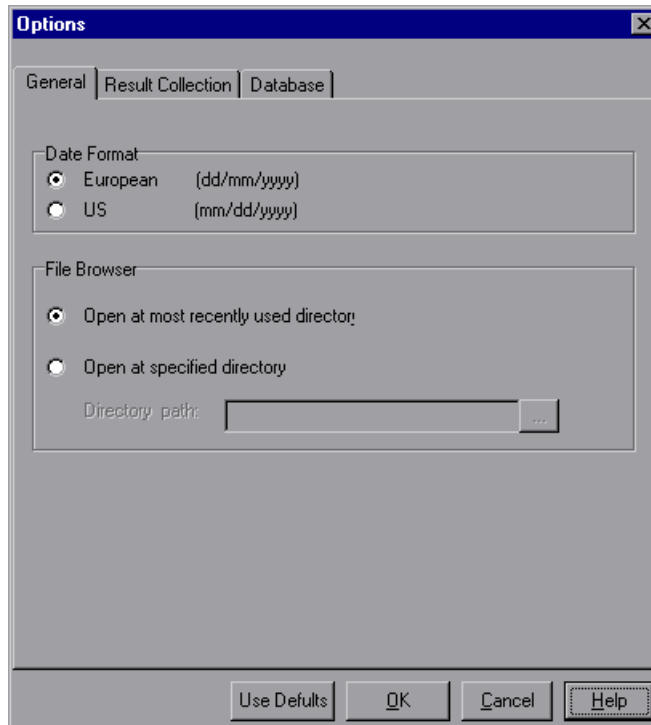 Options
General Result Collection Database
Date Format
European (dd/mm/yyyy)
US (mm/dd/yyyy)
File Browser
Open at most recently used director
Open at specified directory
Directory path:
...
Use Defults OK Cancel Help